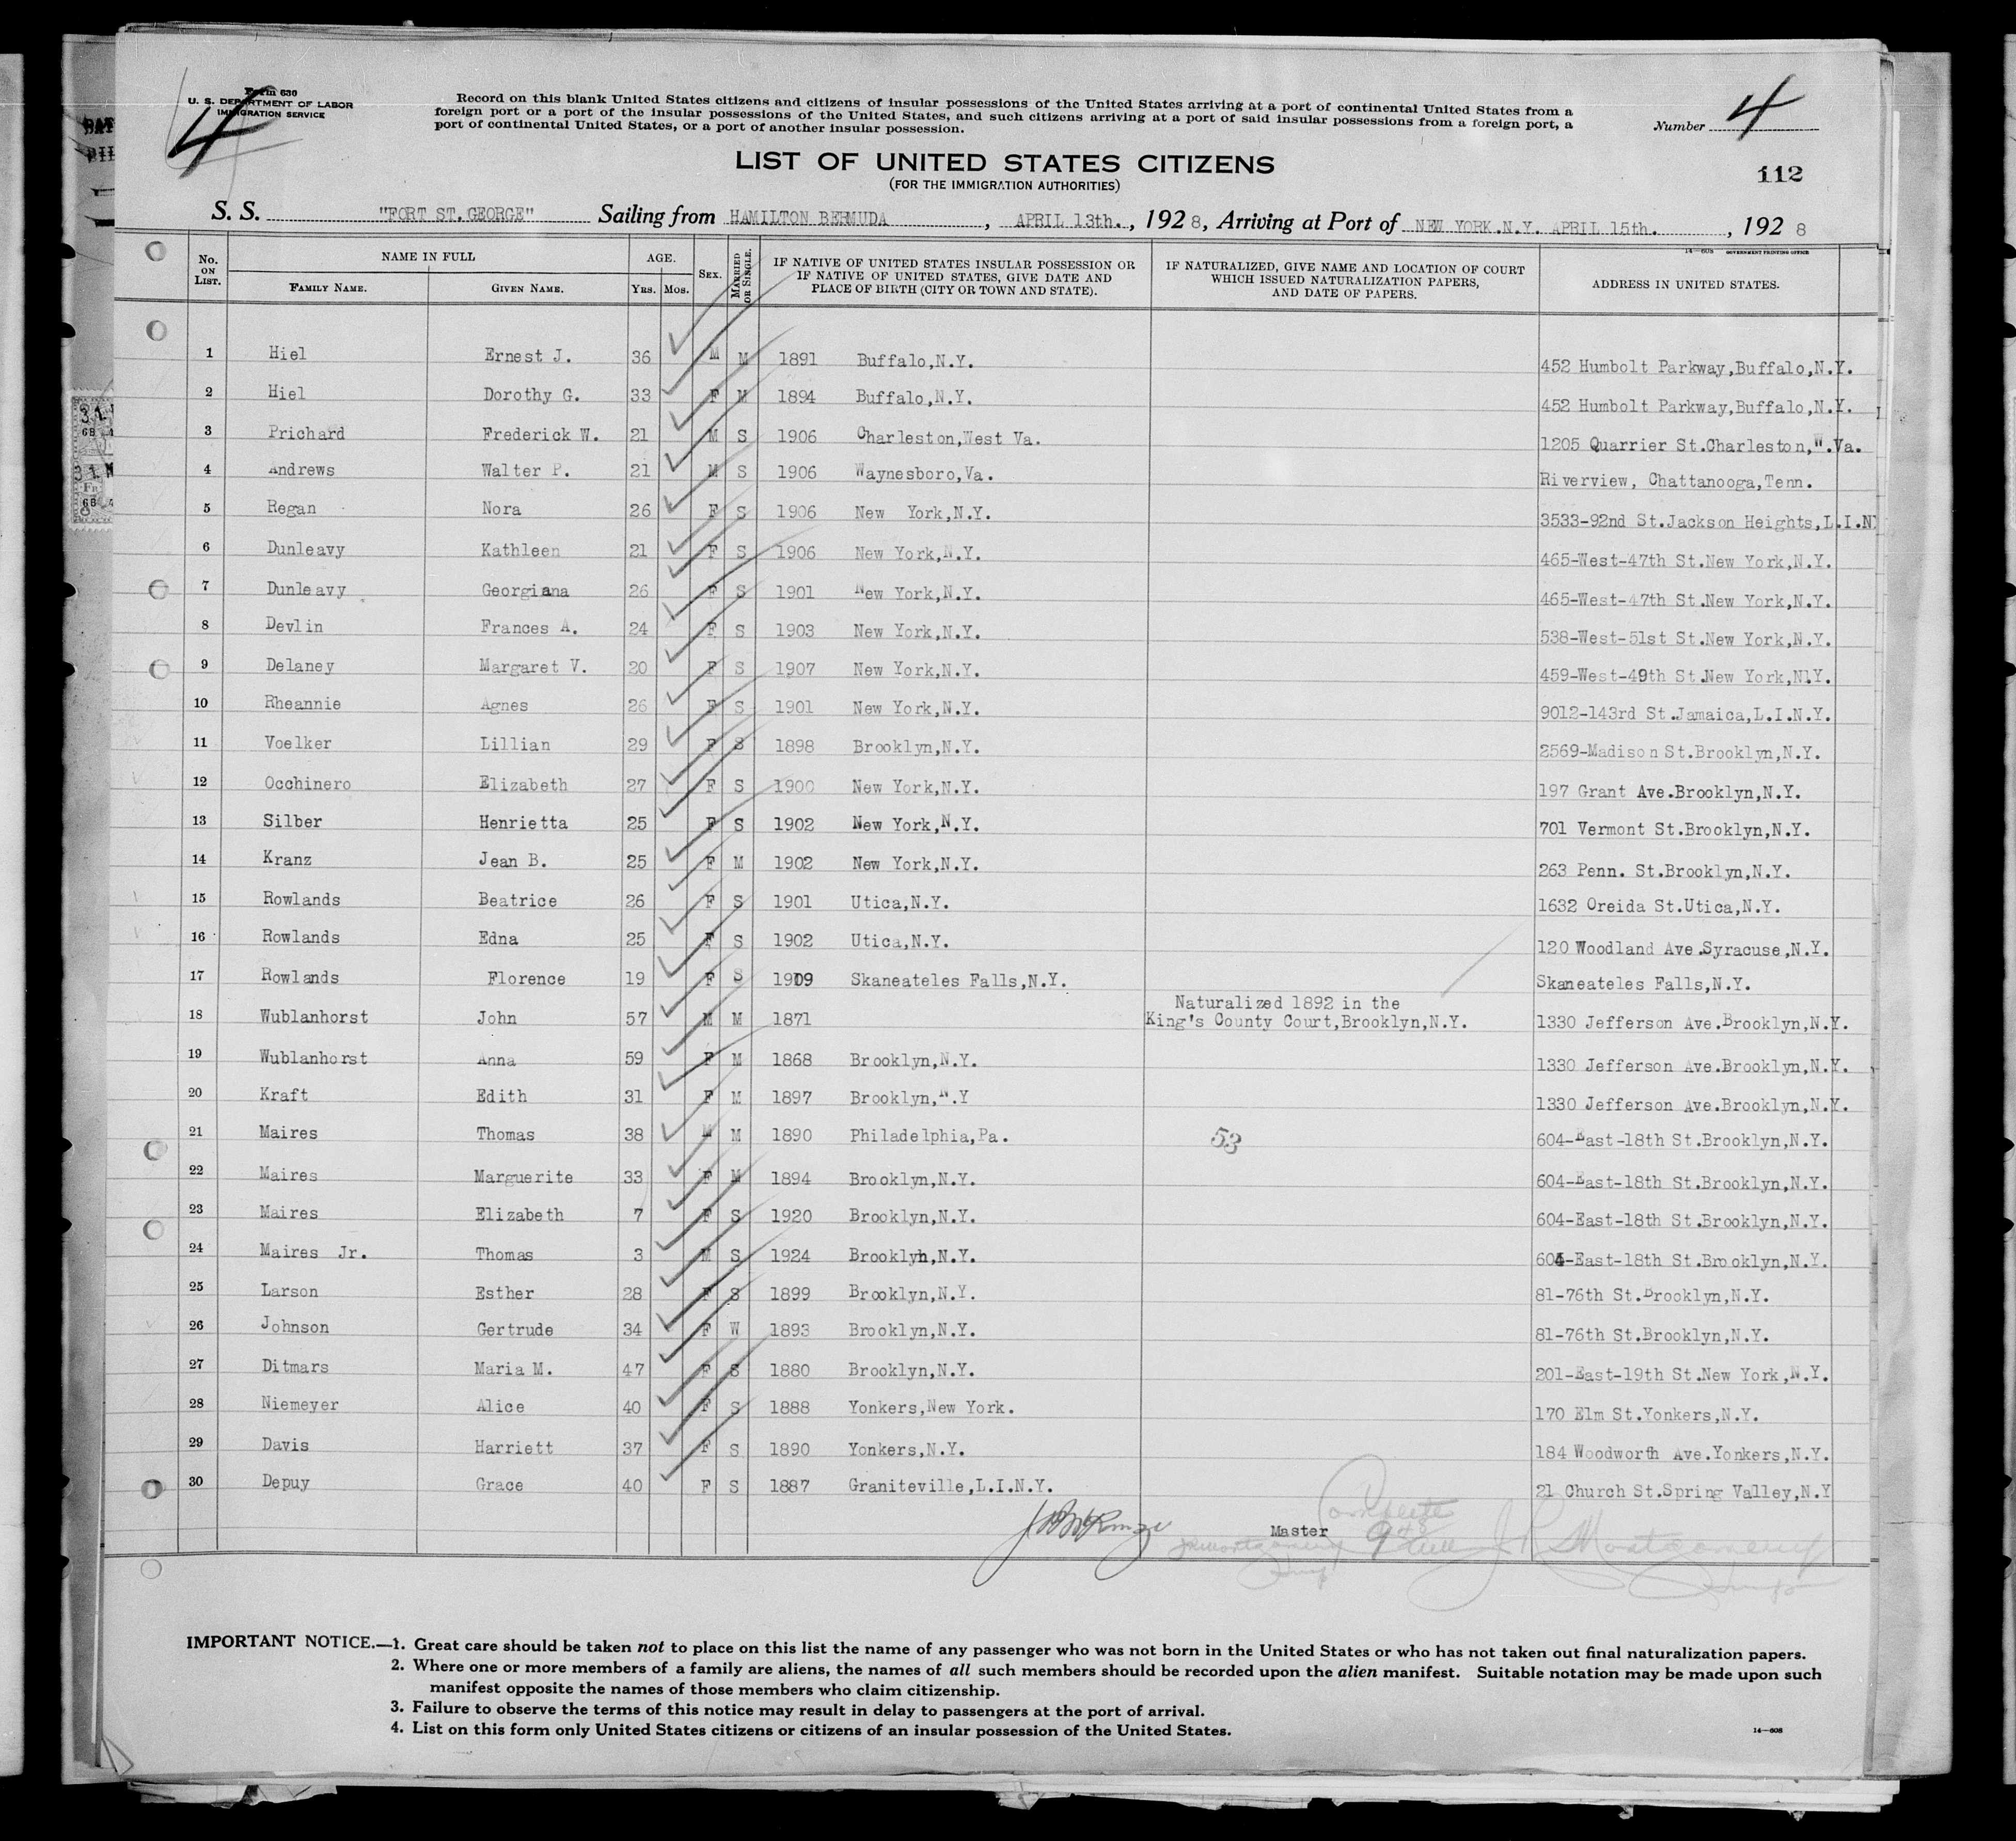 Form 630
U. S. DEPARTMENT OF LABOR
IMMIGRATION SERVICE
4
Record on this blank United States citizens and citizens of insular possessions of the United States arriving at a port of continental United States from a
foreign port or a port of the insular possessions of the United States, and such citizens arriving at a port of said insular possessions from a foreign port, a
port of continental United States, or a port of another insular possession.
Number 4
LIST OF UNITED STATES CITIZENS
(FOR THE IMMIGRATION AUTHORITIES)
112
S. S. "FORT ST.GEORGE" Sailing from HAMILTON BERMUDA, APRIL 13th., 1928, Arriving at Port of NEW YORK.N.Y. APRIL 15th., 1928
14—608 GOVERNMENT PRINTING OFFICE
No. ON LIST. NAME IN FULL FAMILY NAME. GIVEN NAME. AGE. YRS. MOS. SEX. MARRIED OR SINGLE. IF NATIVE OF UNITED STATES INSULAR POSSESSION OR IF NATIVE OF UNITED STATES, GIVE DATE AND PLACE OF BIRTH (CITY OR TOWN AND STATE). IF NATURALIZED, GIVE NAME AND LOCATION OF COURT WHICH ISSUED NATURALIZATION PAPERS, AND DATE OF PAPERS. ADDRESS IN UNITED STATES.
1 Hiel Ernest J. 36 M M 1891 Buffalo,N.Y. 452 Humbolt Parkway,Buffalo,N.Y.
2 Hiel Dorothy G. 33 F M 1894 Buffalo,N.Y. 452 Humbolt Parkway,Buffalo,N.Y.
3 Prichard Frederick W. 21 M S 1906 Charleston,West Va. 1205 Quarrier St.Charleston,W.Va.
4 Andrews Walter P. 21 M S 1906 Waynesboro,Va. Riverview, Chattanooga,Tenn.
5 Regan Nora 26 F S 1906 New York,N.Y. 3533-92nd St.Jackson Heights,L.I.N
6 Dunleavy Kathleen 21 F S 1906 New York,N.Y. 465-West-47th St.New York,N.Y.
7 Dunleavy Georgiana 26 F S 1901 New York,N.Y. 465-West-47th St.New York,N.Y.
8 Devlin Frances A. 24 F S 1903 New York,N.Y. 538-West-51st St.New York,N.Y.
9 Delaney Margaret V. 20 F S 1907 New York,N.Y. 459-West-49th St.New York,N.Y.
10 Rheannie Agnes 26 F S 1901 New York,N.Y. 9012-143rd St.Jamaica,L.I.N.Y.
11 Voelker Lillian 29 F S 1898 Brooklyn,N.Y. 2569-Madison St.Brooklyn,N.Y.
12 Occhinero Elizabeth 27 F S 1900 New York,N.Y. 197 Grant Ave.Brooklyn,N.Y.
13 Silber Henrietta 25 F S 1902 New York,N.Y. 701 Vermont St.Brooklyn,N.Y.
14 Kranz Jean B. 25 F M 1902 New York,N.Y. 263 Penn. St.Brooklyn,N.Y.
15 Rowlands Beatrice 26 F S 1901 Utica,N.Y. 1632 Oreida St.Utica,N.Y.
16 Rowlands Edna 25 F S 1902 Utica,N.Y. 120 Woodland Ave.Syracuse,N.Y.
17 Rowlands Florence 19 F S 1909 Skaneateles Falls,N.Y. Skaneateles Falls,N.Y.
18 Wublanhorst John 57 M M 1871 Naturalized 1892 in the King's County Court,Brooklyn,N.Y. 1330 Jefferson Ave.Brooklyn,N.Y.
19 Wublanhorst Anna 59 F M 1868 Brooklyn,N.Y. 1330 Jefferson Ave.Brooklyn,N.Y.
20 Kraft Edith 31 F M 1897 Brooklyn,N.Y 1330 Jefferson Ave.Brooklyn,N.Y.
21 Maires Thomas 38 M M 1890 Philadelphia,Pa. 53 604-East-18th St.Brooklyn,N.Y.
22 Maires Marguerite 33 F M 1894 Brooklyn,N.Y. 604-East-18th St.Brooklyn,N.Y.
23 Maires Elizabeth 7 F S 1920 Brooklyn,N.Y. 604-East-18th St.Brooklyn,N.Y.
24 Maires Jr. Thomas 3 M S 1924 Brooklyn,N.Y. 604-East-18th St.Brooklyn,N.Y.
25 Larson Esther 28 F S 1899 Brooklyn,N.Y. 81-76th St.Brooklyn,N.Y.
26 Johnson Gertrude 34 F W 1893 Brooklyn,N.Y. 81-76th St.Brooklyn,N.Y.
27 Ditmars Maria M. 47 F S 1880 Brooklyn,N.Y. 201-East-19th St.New York,N.Y.
28 Niemeyer Alice 40 F S 1888 Yonkers,New York. 170 Elm St.Yonkers,N.Y.
29 Davis Harriett 37 F S 1890 Yonkers,N.Y. 184 Woodworth Ave.Yonkers,N.Y.
30 Depuy Grace 40 F S 1887 Graniteville,L.I.N.Y. 21 Church St.Spring Valley,N.Y
Master
Complete
J R Montgomery
IMPORTANT NOTICE.—1. Great care should be taken not to place on this list the name of any passenger who was not born in the United States or who has not taken out final naturalization papers.
2. Where one or more members of a family are aliens, the names of all such members should be recorded upon the alien manifest. Suitable notation may be made upon such
manifest opposite the names of those members who claim citizenship.
3. Failure to observe the terms of this notice may result in delay to passengers at the port of arrival.
4. List on this form only United States citizens or citizens of an insular possession of the United States.
14—608